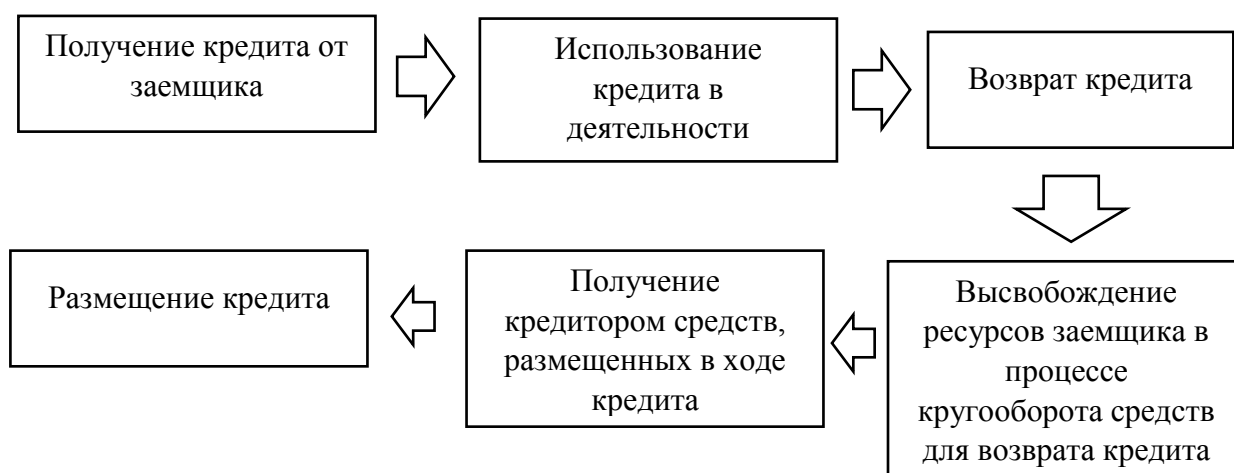 Получение кредита от
заемщика
Использование
кредита в
деятельности
Возврат кредита
Размещение кредита
Получение
кредитором средств,
размещенных в ходе
кредита
Высвобождение
ресурсов заемщика в
процессе
кругооборота средств
для возврата кредита